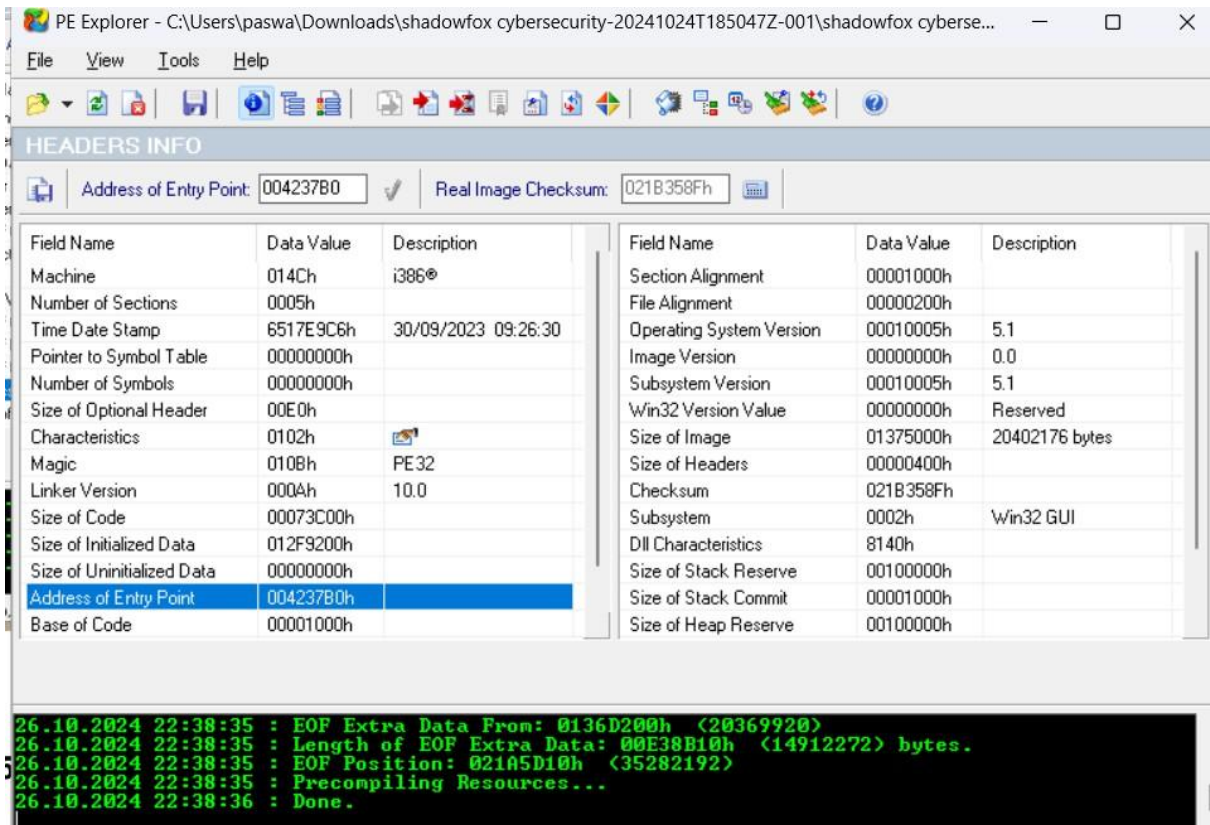 PE Explorer - C:\Users\paswa\Downloads\shadowfox cybersecurity-20241024T185047Z-001\shadowfox cyberse...
File View Tools Help
HEADERS INFO
Address of Entry Point: 004237B0 Real Image Checksum: 021B358Fh
Field Name Data Value Description
Machine 014Ch i386®
Number of Sections 0005h
Time Date Stamp 6517E9C6h 30/09/2023 09:26:30
Pointer to Symbol Table 00000000h
Number of Symbols 00000000h
Size of Optional Header 00E0h
Characteristics 0102h
Magic 010Bh PE32
Linker Version 000Ah 10.0
Size of Code 00073C00h
Size of Initialized Data 012F9200h
Size of Uninitialized Data 00000000h
Address of Entry Point 004237B0h
Base of Code 00001000h
Field Name Data Value Description
Section Alignment 00001000h
File Alignment 00000200h
Operating System Version 00010005h 5.1
Image Version 00000000h 0.0
Subsystem Version 00010005h 5.1
Win32 Version Value 00000000h Reserved
Size of Image 01375000h 20402176 bytes
Size of Headers 00000400h
Checksum 021B358Fh
Subsystem 0002h Win32 GUI
Dll Characteristics 8140h
Size of Stack Reserve 00100000h
Size of Stack Commit 00001000h
Size of Heap Reserve 00100000h
26.10.2024 22:38:35 : EOF Extra Data From: 0136D200h (20369920)
26.10.2024 22:38:35 : Length of EOF Extra Data: 00E38B10h (14912272) bytes.
26.10.2024 22:38:35 : EOF Position: 021A5D10h (35282192)
26.10.2024 22:38:35 : Precompiling Resources...
26.10.2024 22:38:36 : Done.